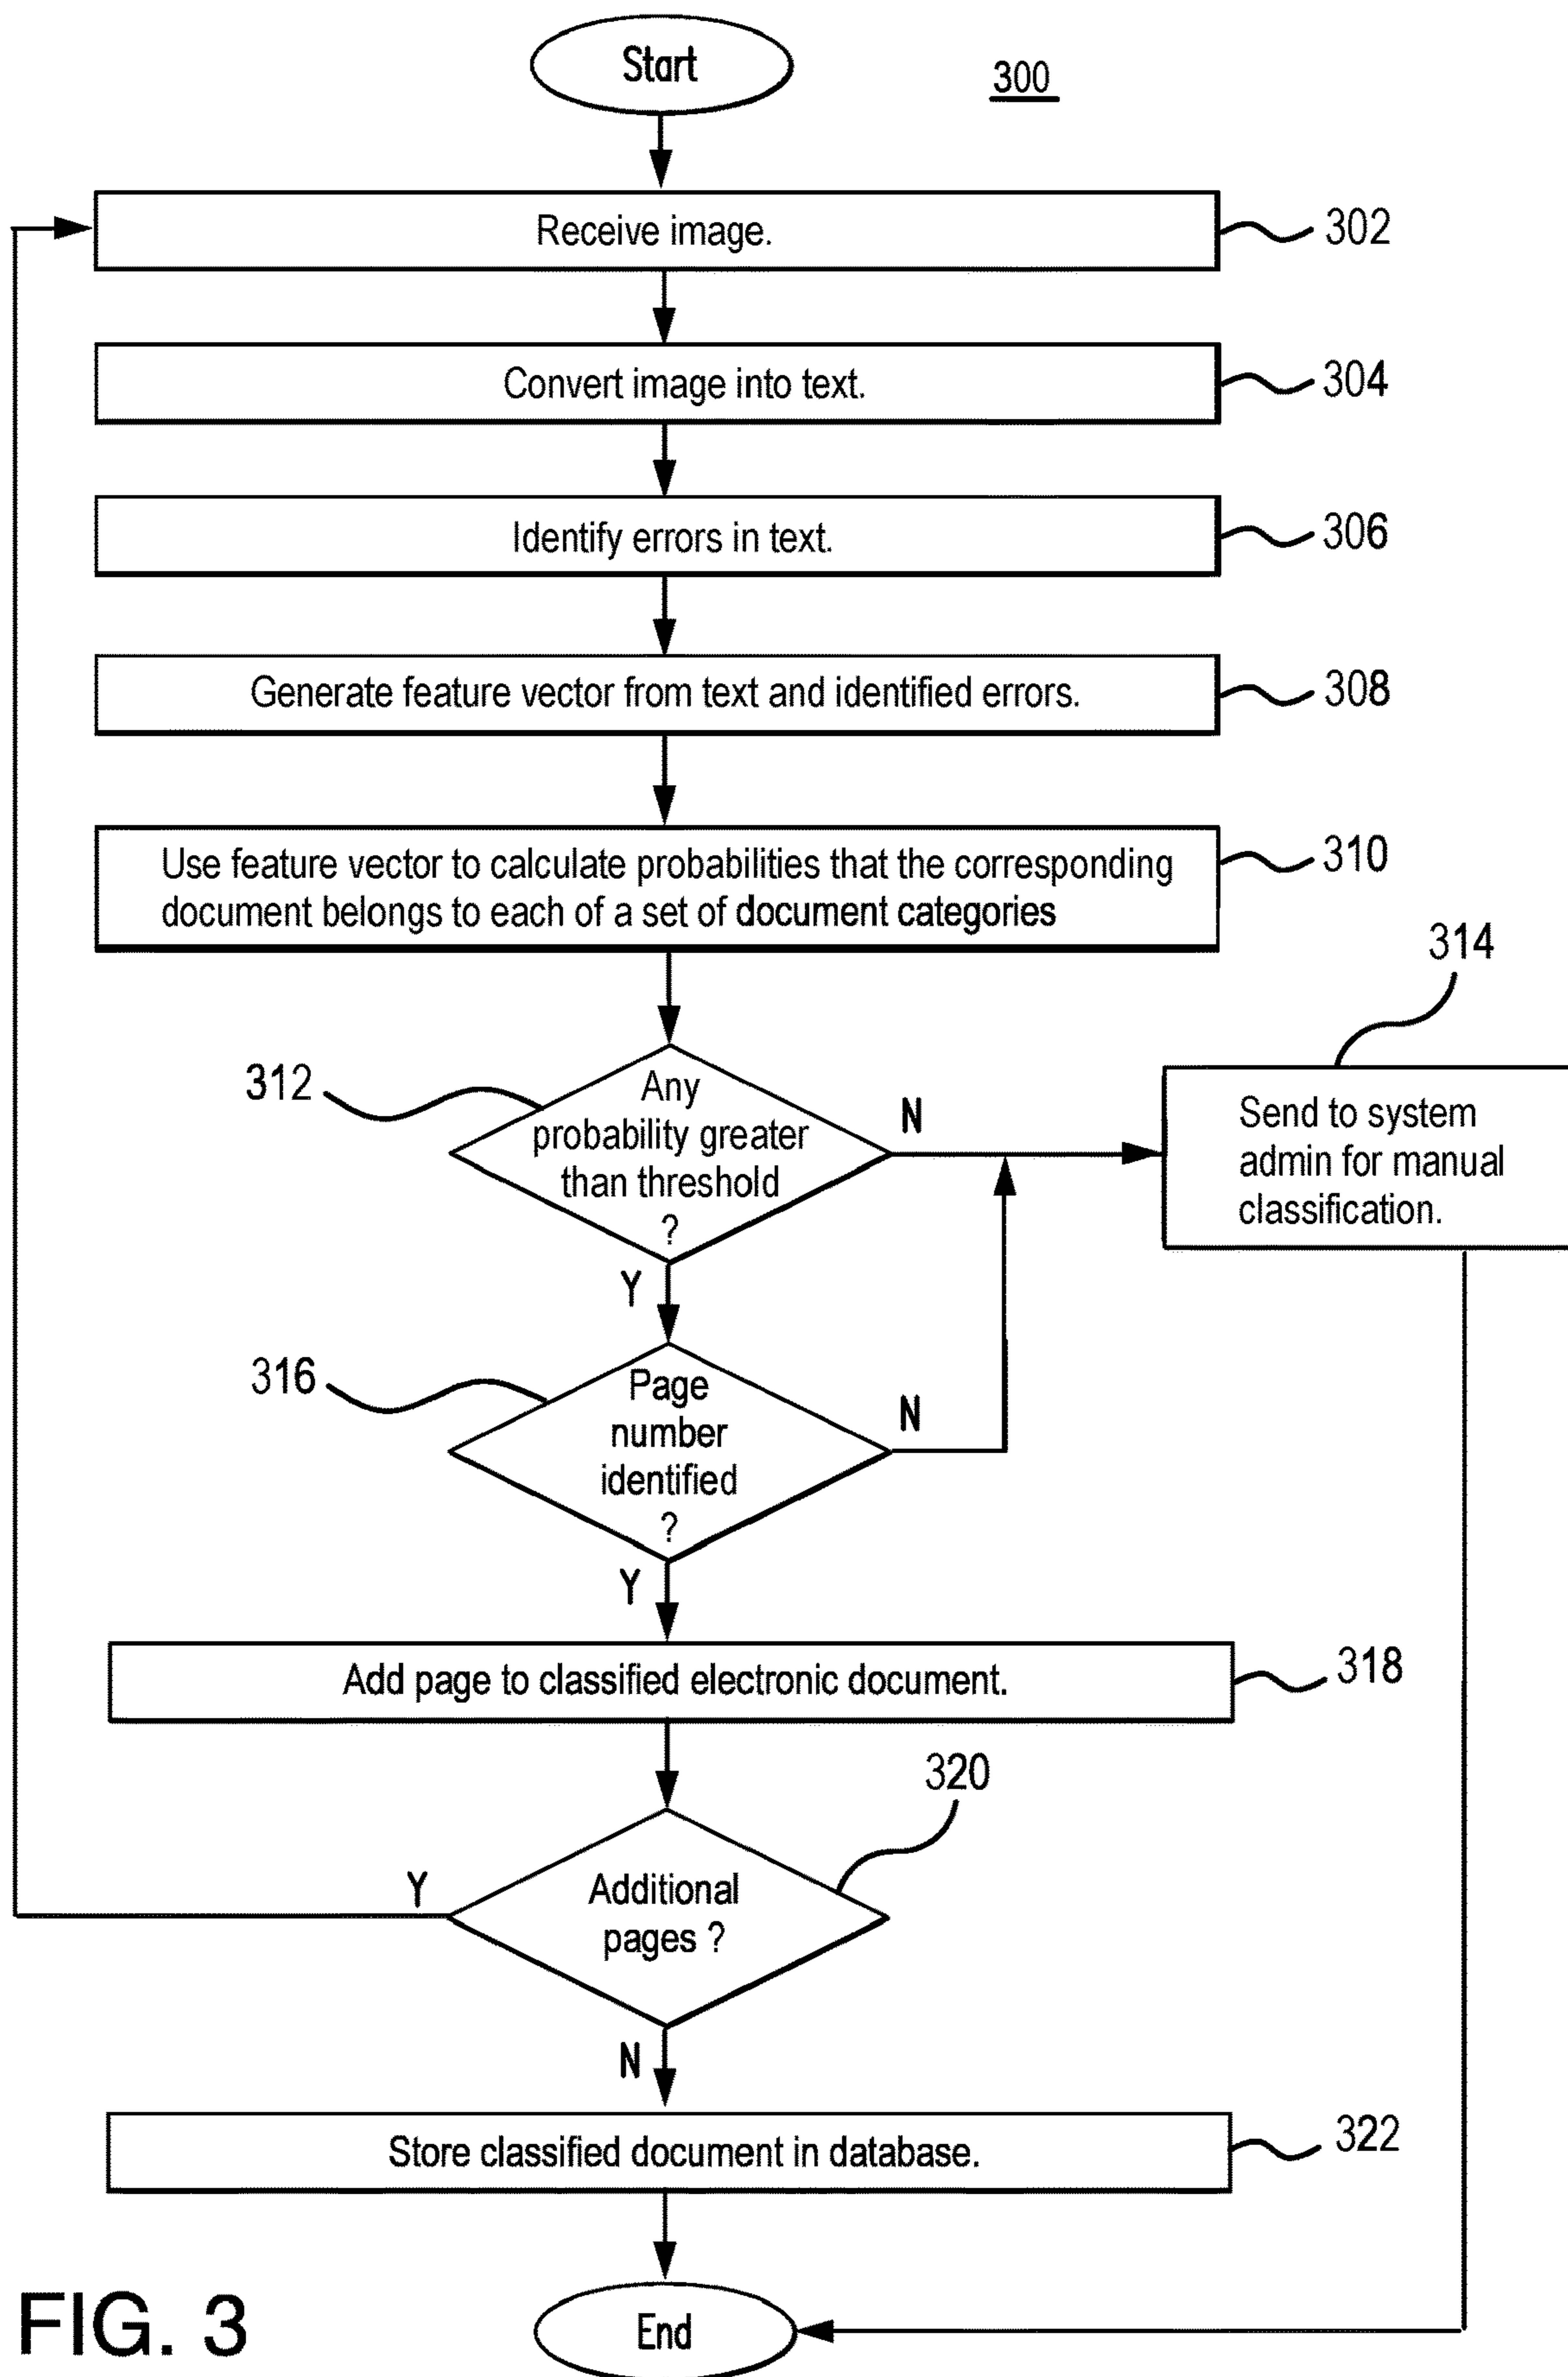 Start
300
Receive image.
302
Convert image into text.
304
Identify errors in text.
306
Generate feature vector from text and identified errors.
308
Use feature vector to calculate probabilities that the corresponding
document belongs to each of a set of document categories
310
314
312
Any
probability greater
than threshold
?
N
Send to system
admin for manual
classification.
Y
316
Page
number
identified
?
N
Y
Add page to classified electronic document.
318
320
Additional
pages ?
Y
N
Store classified document in database.
322
End
FIG. 3